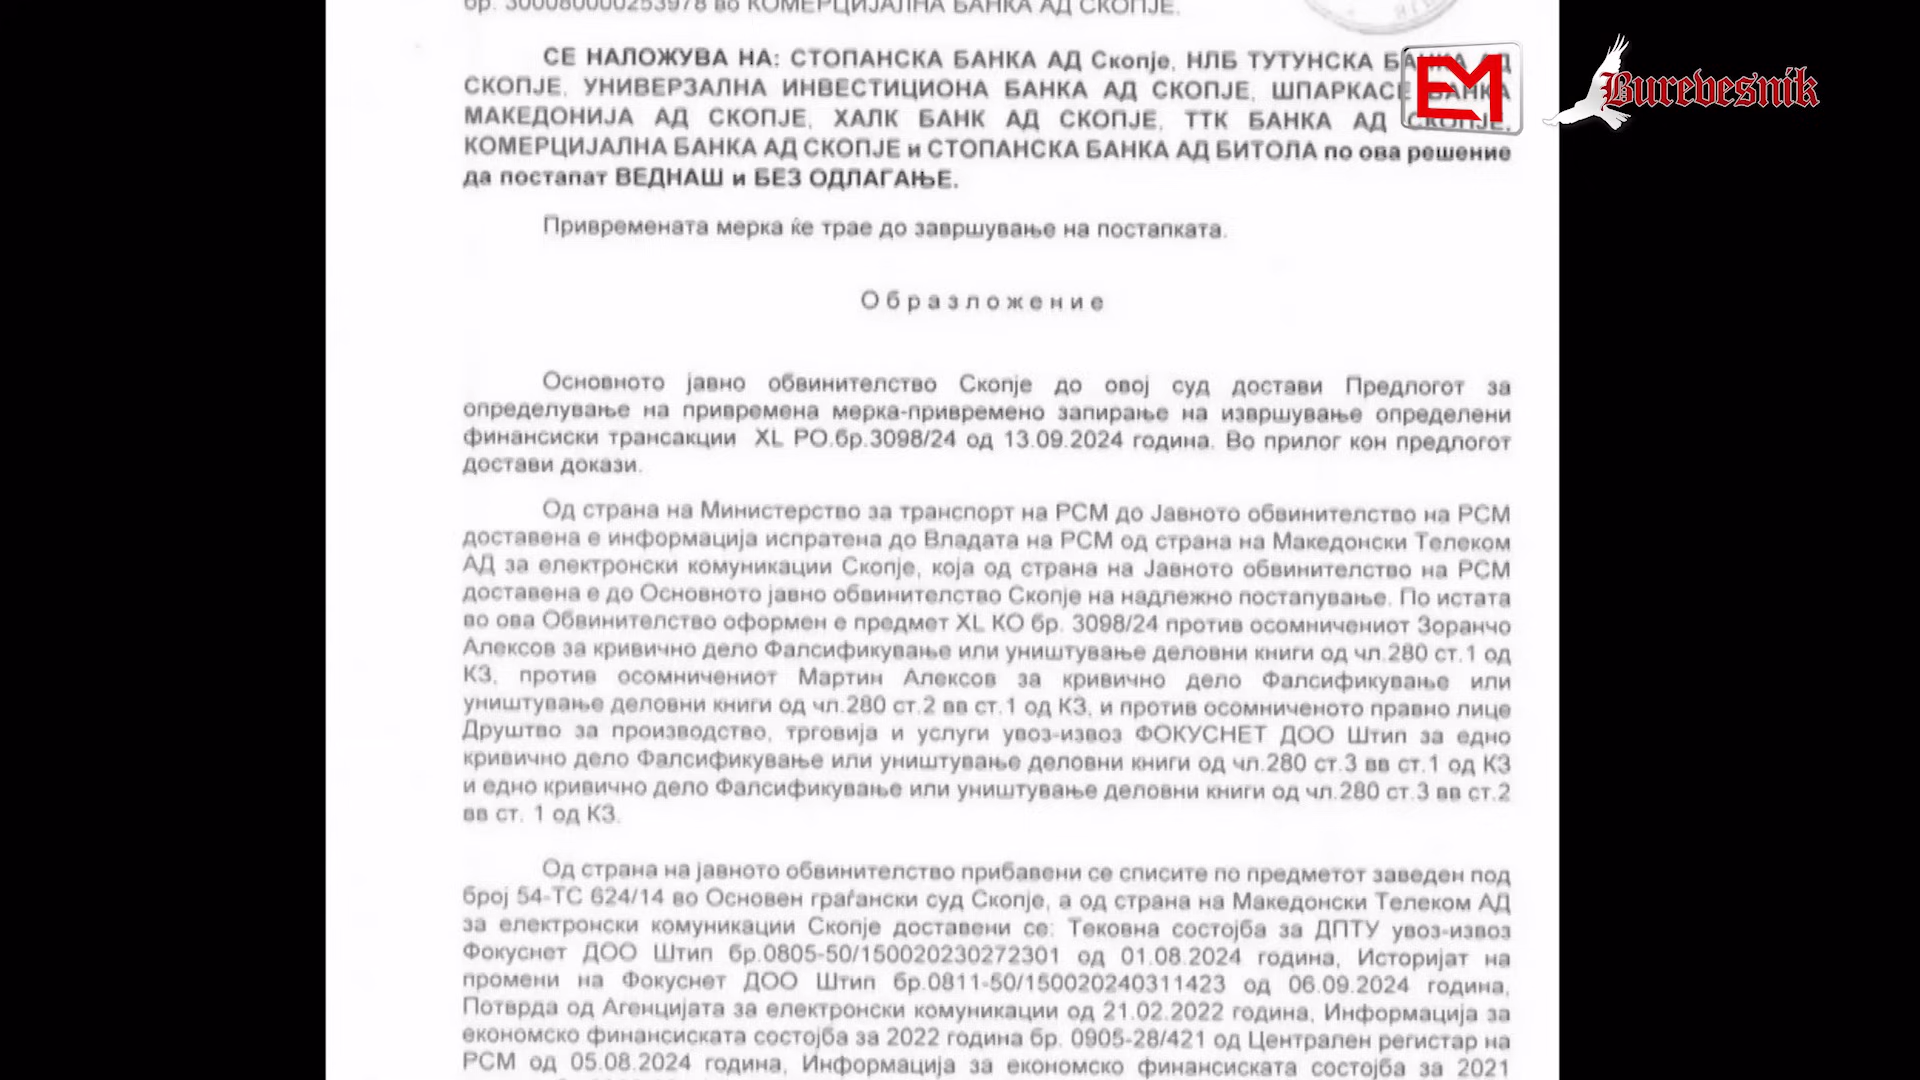 бр. 300080000253978 во КОМЕРЦИЈАЛНА БАНКА АД СКОПЈЕ.
СЕ НАЛОЖУВА НА: СТОПАНСКА БАНКА АД Скопје, НЛБ ТУТУНСКА БАНКА АД
СКОПЈЕ, УНИВЕРЗАЛНА ИНВЕСТИЦИОНА БАНКА АД СКОПЈЕ, ШПАРКАСЕ БАНКА
МАКЕДОНИЈА АД СКОПЈЕ, ХАЛК БАНК АД СКОПЈЕ, ТТК БАНКА АД СКОПЈЕ,
КОМЕРЦИЈАЛНА БАНКА АД СКОПЈЕ и СТОПАНСКА БАНКА АД БИТОЛА по ова решение
да постапат ВЕДНАШ и БЕЗ ОДЛАГАЊЕ.
EM
Burevesnik
Привремената мерка ќе трае до завршување на постапката.
О б р а з л о ж е н и е
Основното јавно обвинителство Скопје до овој суд достави Предлогот за
определување на привремена мерка-привремено запирање на извршување определени
финансиски трансакции XL РО.бр.3098/24 од 13.09.2024 година. Во прилог кон предлогот
достави докази.
Од страна на Министерство за транспорт на РСМ до Јавното обвинителство на РСМ
доставена е информација испратена до Владата на РСМ од страна на Македонски Телеком
АД за електронски комуникации Скопје, која од страна на Јавното обвинителство на РСМ
доставена е до Основното јавно обвинителство Скопје на надлежно постапување. По истата
во ова Обвинителство оформен е предмет XL КО бр. 3098/24 против осомничениот Зоранчо
Алексов за кривично дело Фалсификување или уништување деловни книги од чл.280 ст.1 од
КЗ, против осомничениот Мартин Алексов за кривично дело Фалсификување или
уништување деловни книги од чл.280 ст.2 вв ст.1 од КЗ, и против осомниченото правно лице
Друштво за производство, трговија и услуги увоз-извоз ФОКУСНЕТ ДОО Штип за едно
кривично дело Фалсификување или уништување деловни книги од чл.280 ст.3 вв ст.1 од КЗ
и едно кривично дело Фалсификување или уништување деловни книги од чл.280 ст.3 вв ст.2
вв ст. 1 од КЗ.
Од страна на јавното обвинителство прибавени се списите по предметот заведен под
број 54-ТС 624/14 во Основен граѓански суд Скопје, а од страна на Македонски Телеком АД
за електронски комуникации Скопје доставени се: Тековна состојба за ДПТУ увоз-извоз
Фокуснет ДОО Штип бр.0805-50/150020230272301 од 01.08.2024 година, Историјат на
промени на Фокуснет ДОО Штип бр.0811-50/150020240311423 од 06.09.2024 година,
Потврда од Агенцијата за електронски комуникации од 21.02.2022 година, Информација за
економско финансиската состојба за 2022 година бр. 0905-28/421 од Централен регистар на
РСМ од 05.08.2024 година, Информација за економско финансиската состојба за 2021